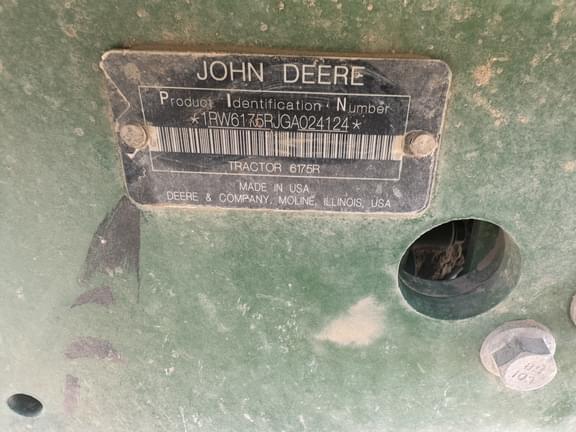 JOHN DEERE
Product Identification Number
*1RW6175RJGA024124*
TRACTOR 6175R
MADE IN USA
DEERE & COMPANY, MOLINE, ILLINOIS, USA